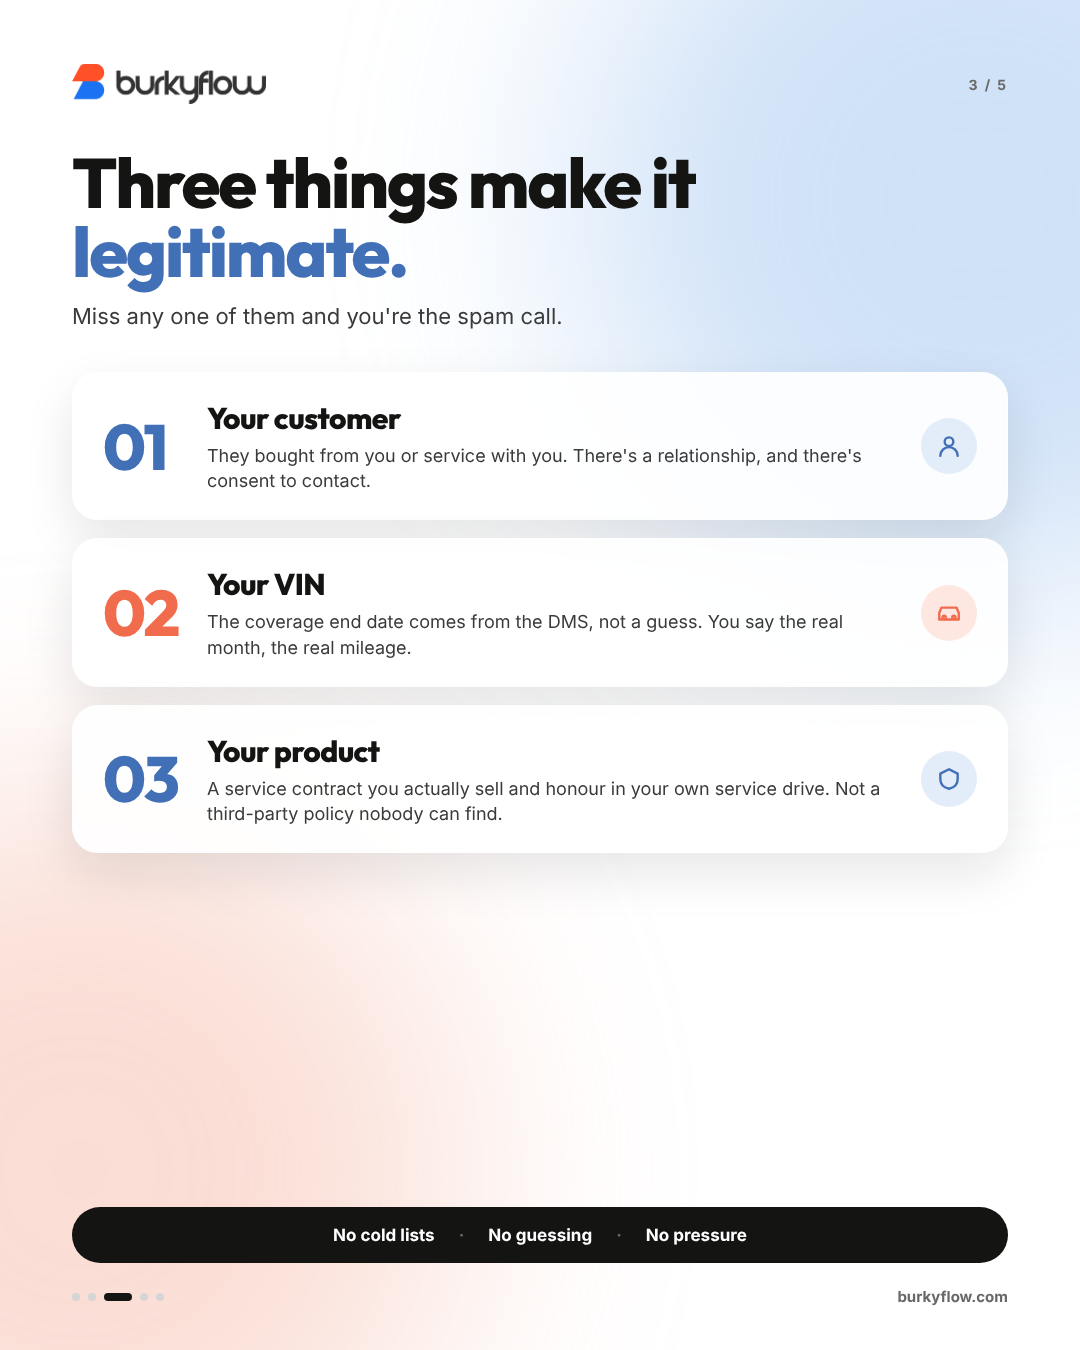 burkyflow
3 / 5
Three things make it
legitimate.
Miss any one of them and you're the spam call.
01
Your customer
They bought from you or service with you. There's a relationship, and there's
consent to contact.
02
Your VIN
The coverage end date comes from the DMS, not a guess. You say the real
month, the real mileage.
03
Your product
A service contract you actually sell and honour in your own service drive. Not a
third-party policy nobody can find.
No cold lists · No guessing · No pressure
burkyflow.com